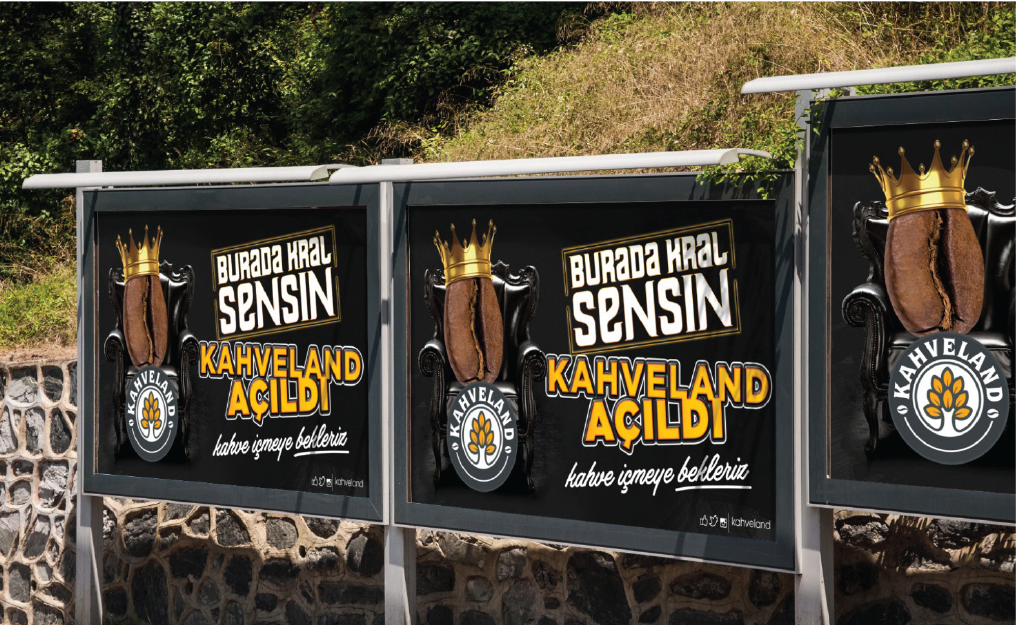 BURADA KRAL
SENSIN
KAHVELAND
AÇILDI
kahve içmeye bekleriz
KAHVELAND
kahveland
BURADA KRAL
SENSIN
KAHVELAND
AÇILDI
kahve içmeye bekleriz
KAHVELAND
kahveland
KAHVELAND